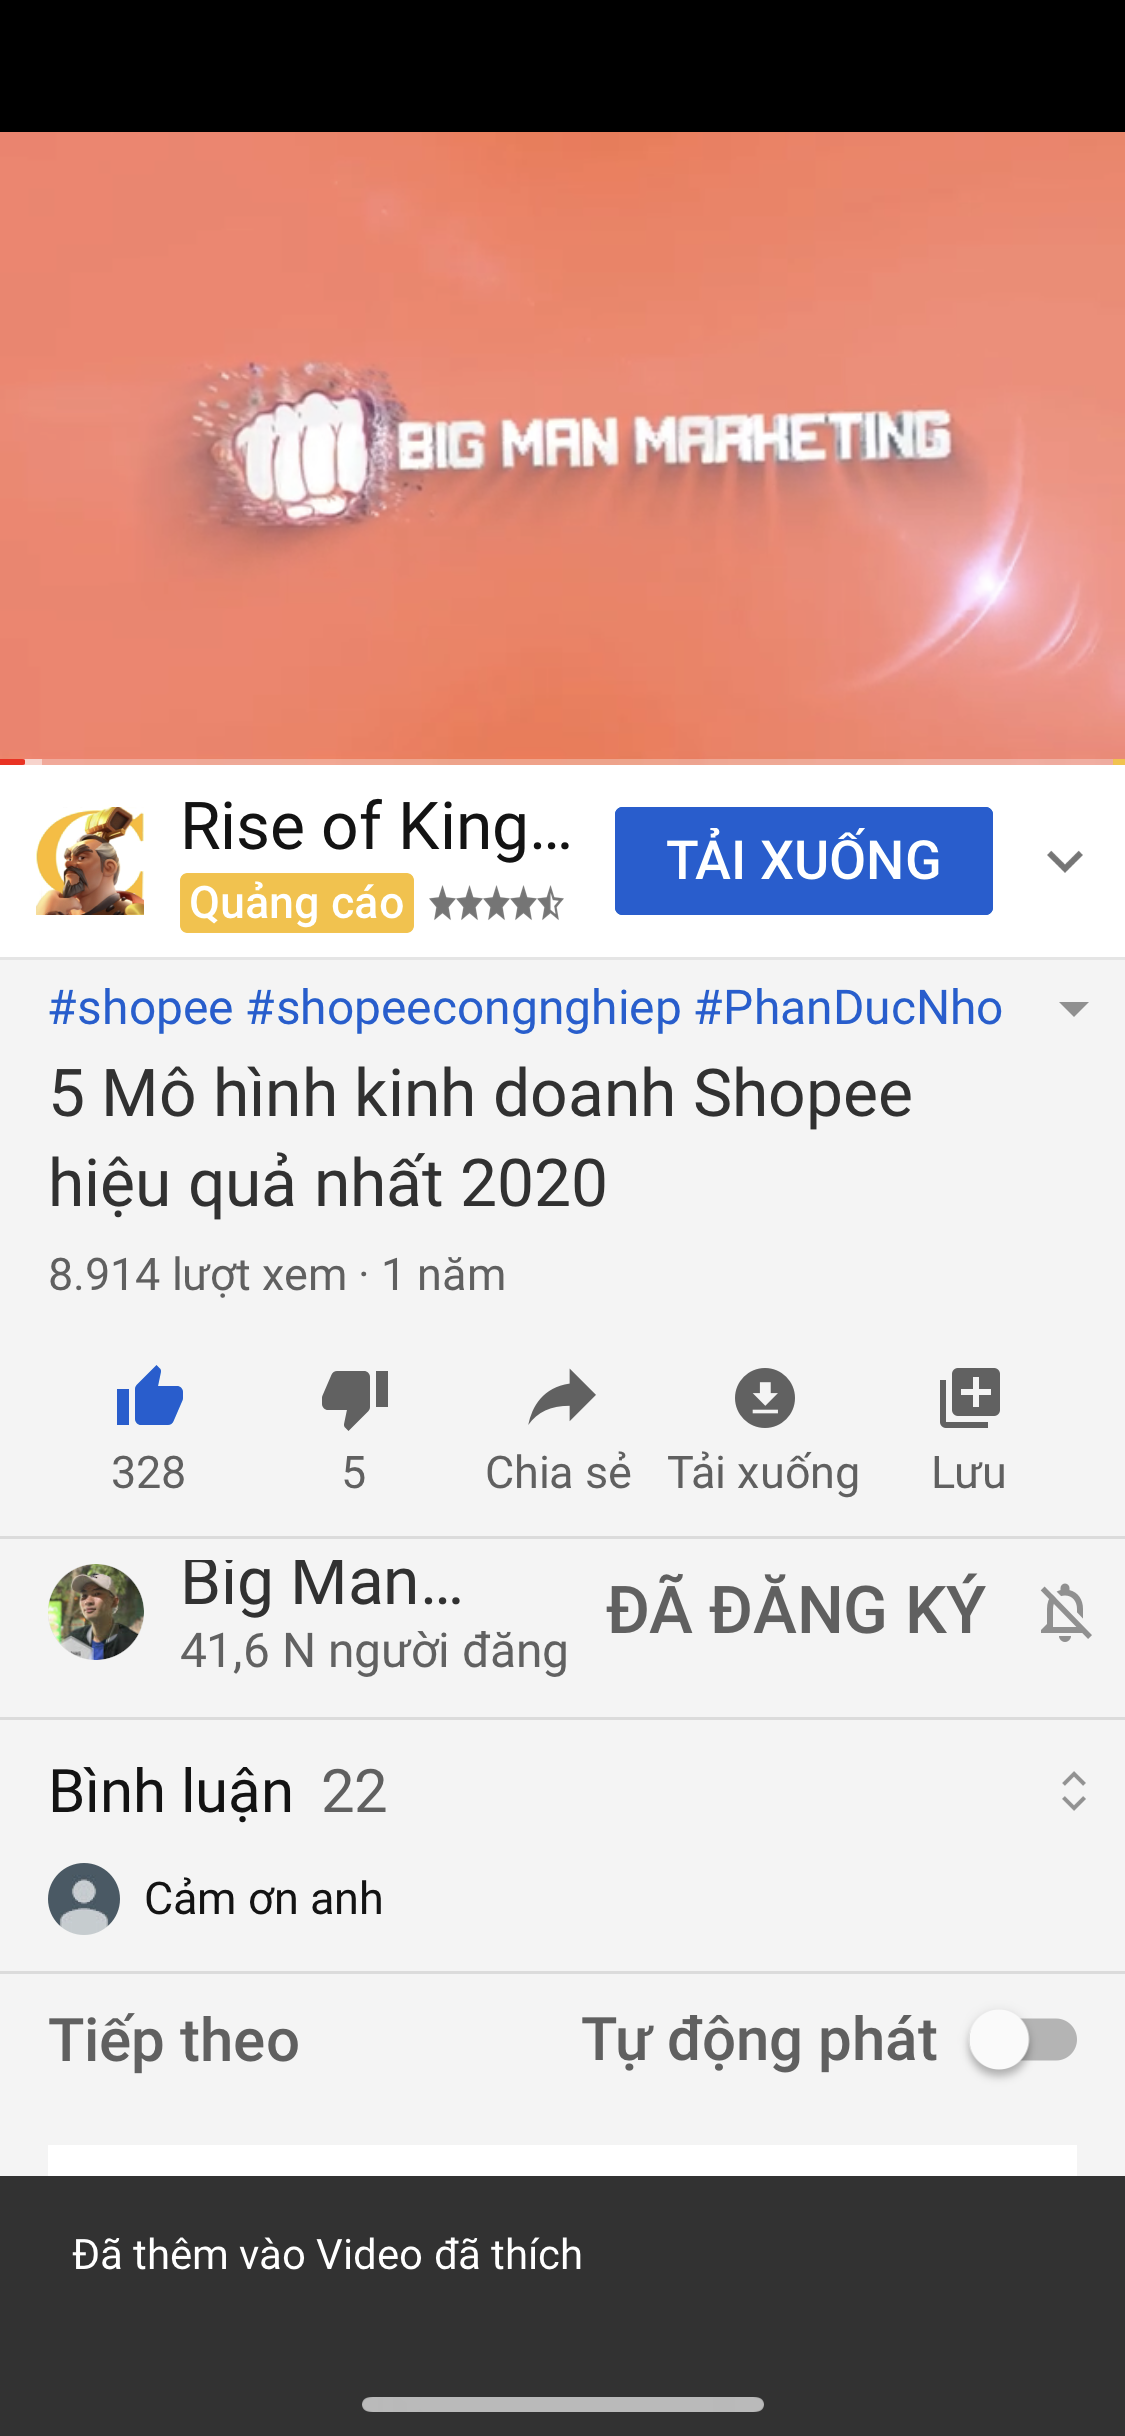 BIG MAN MARKETING
Rise of King...
TẢI XUỐNG
Quảng cáo
#shopee #shopeecongnghiep #PhanDucNho
5 Mô hình kinh doanh Shopee
hiệu quả nhất 2020
8.914 lượt xem · 1 năm
328
5
Chia sẻ
Tải xuống
Lưu
Big Man...
41,6 N người đăng
ĐÃ ĐĂNG KÝ
Bình luận 22
Cảm ơn anh
Tiếp theo
Tự động phát
Đã thêm vào Video đã thích